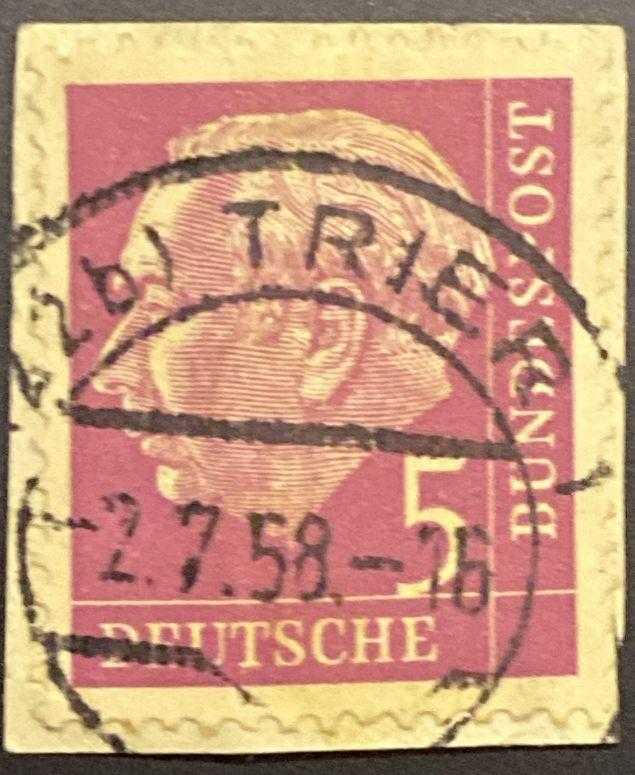 (22b) TRIER
-2.7.58.-16
5
DEUTSCHE
BUNDESPOST